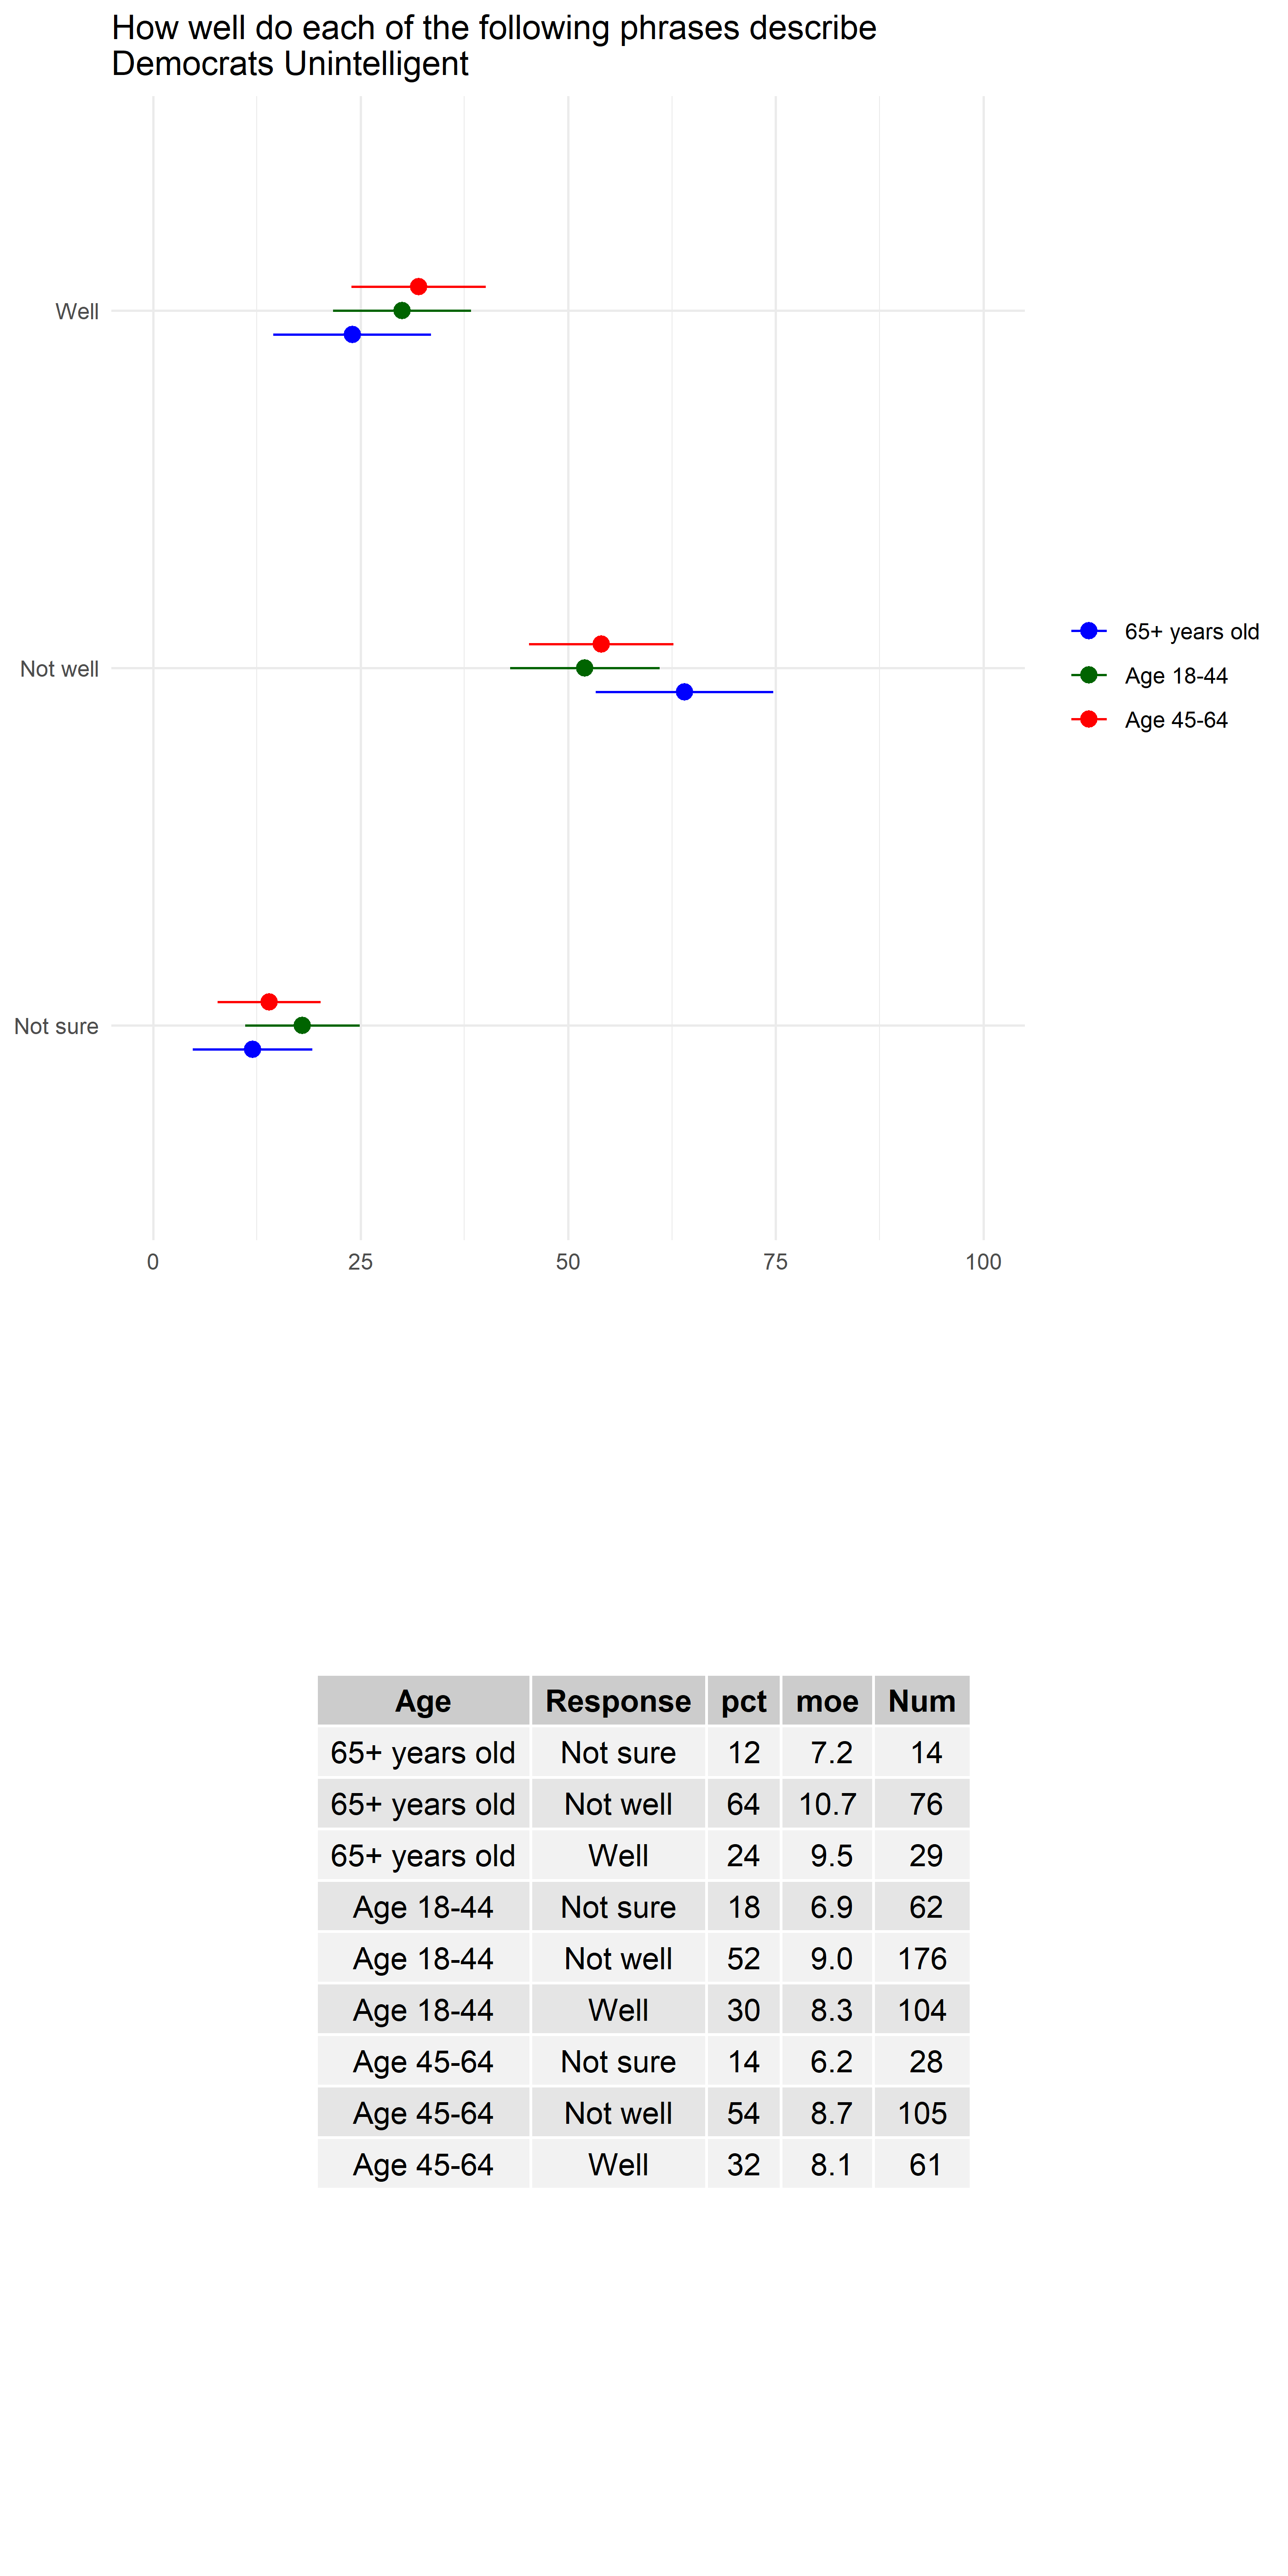 How well do each of the following phrases describe
Democrats Unintelligent
Well
Not well
Not sure
0 25 50 75 100
65+ years old
Age 18-44
Age 45-64
Age Response pct moe Num
65+ years old Not sure 12 7.2 14
65+ years old Not well 64 10.7 76
65+ years old Well 24 9.5 29
Age 18-44 Not sure 18 6.9 62
Age 18-44 Not well 52 9.0 176
Age 18-44 Well 30 8.3 104
Age 45-64 Not sure 14 6.2 28
Age 45-64 Not well 54 8.7 105
Age 45-64 Well 32 8.1 61